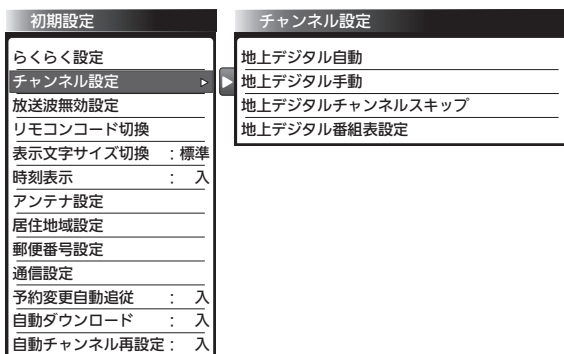 初期設定
らくらく設定
チャンネル設定
放送波無効設定
リモコンコード切換
表示文字サイズ切換 : 標準
時刻表示 : 入
アンテナ設定
居住地域設定
郵便番号設定
通信設定
予約変更自動追従 : 入
自動ダウンロード : 入
自動チャンネル再設定 : 入
チャンネル設定
地上デジタル自動
地上デジタル手動
地上デジタルチャンネルスキップ
地上デジタル番組表設定